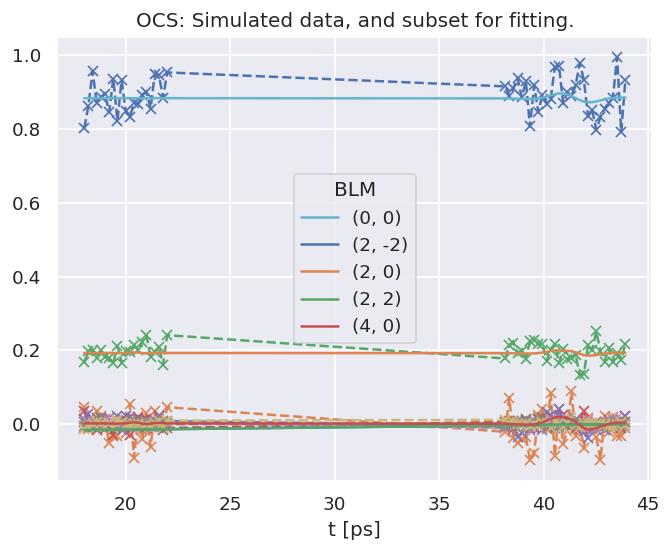 OCS: Simulated data, and subset for fitting.
1.0
0.8
0.6
0.4
0.2
0.0
BLM
(0, 0)
(2, -2)
(2, 0)
(2, 2)
(4, 0)
20 25 30 35 40 45
t [ps]